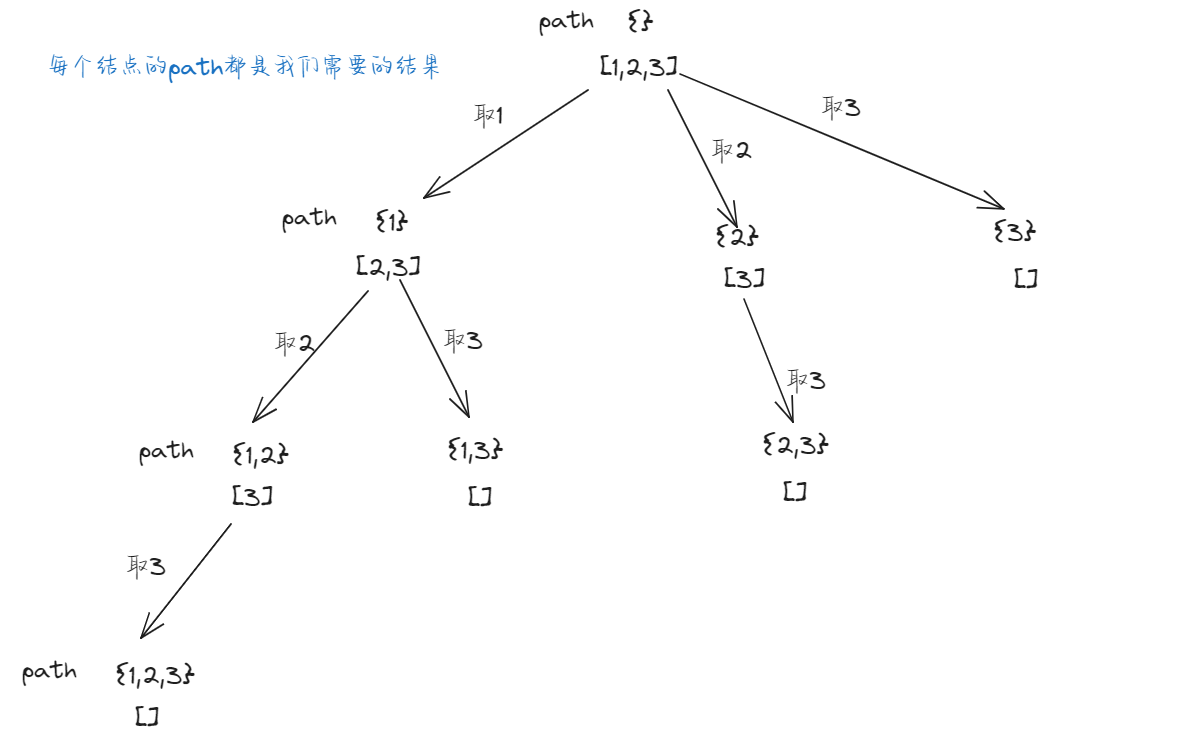 path {}
每个结点的path都是我们需要的结果
[1,2,3]
取1
取2
取3
path {1}
{2}
{3}
[2,3]
[3]
[]
取2
取3
取3
path {1,2}
{1,3}
{2,3}
[3]
[]
[]
取3
path {1,2,3}
[]